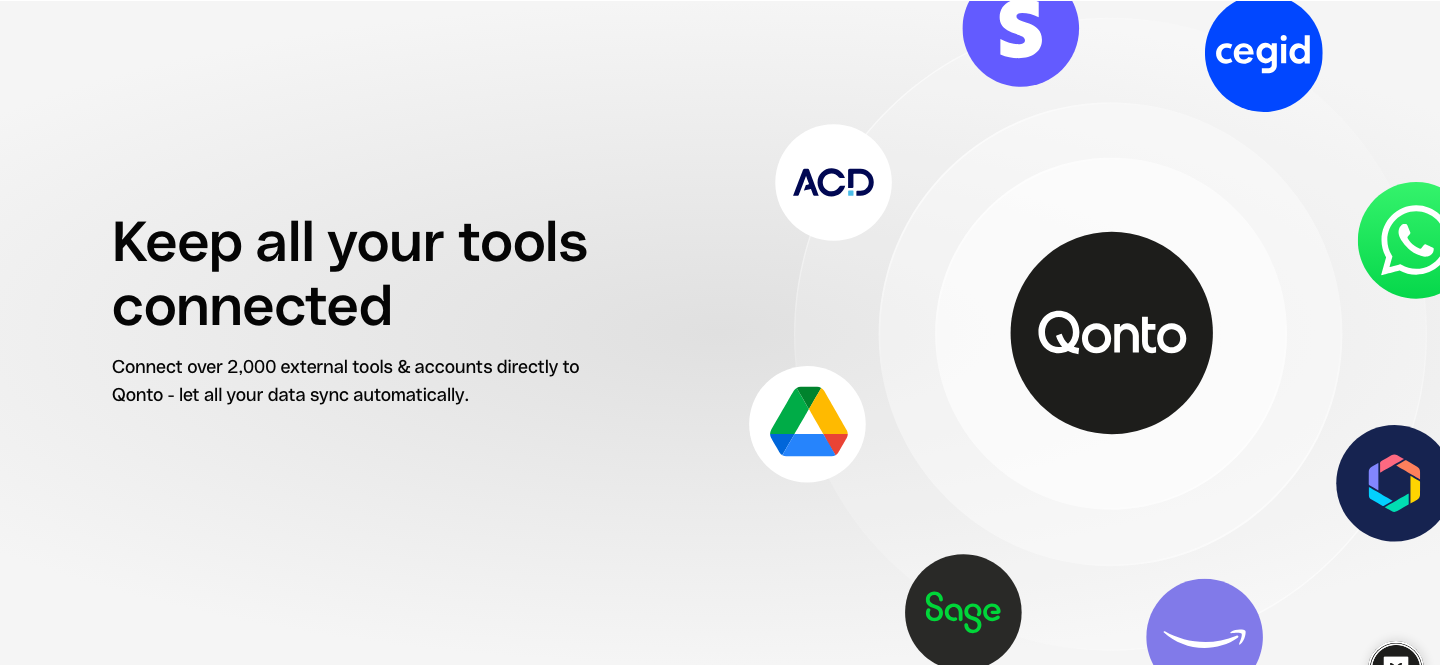 S
cegid
ACD
Keep all your tools
connected
Qonto
Connect over 2,000 external tools & accounts directly to
Qonto - let all your data sync automatically.
Sage